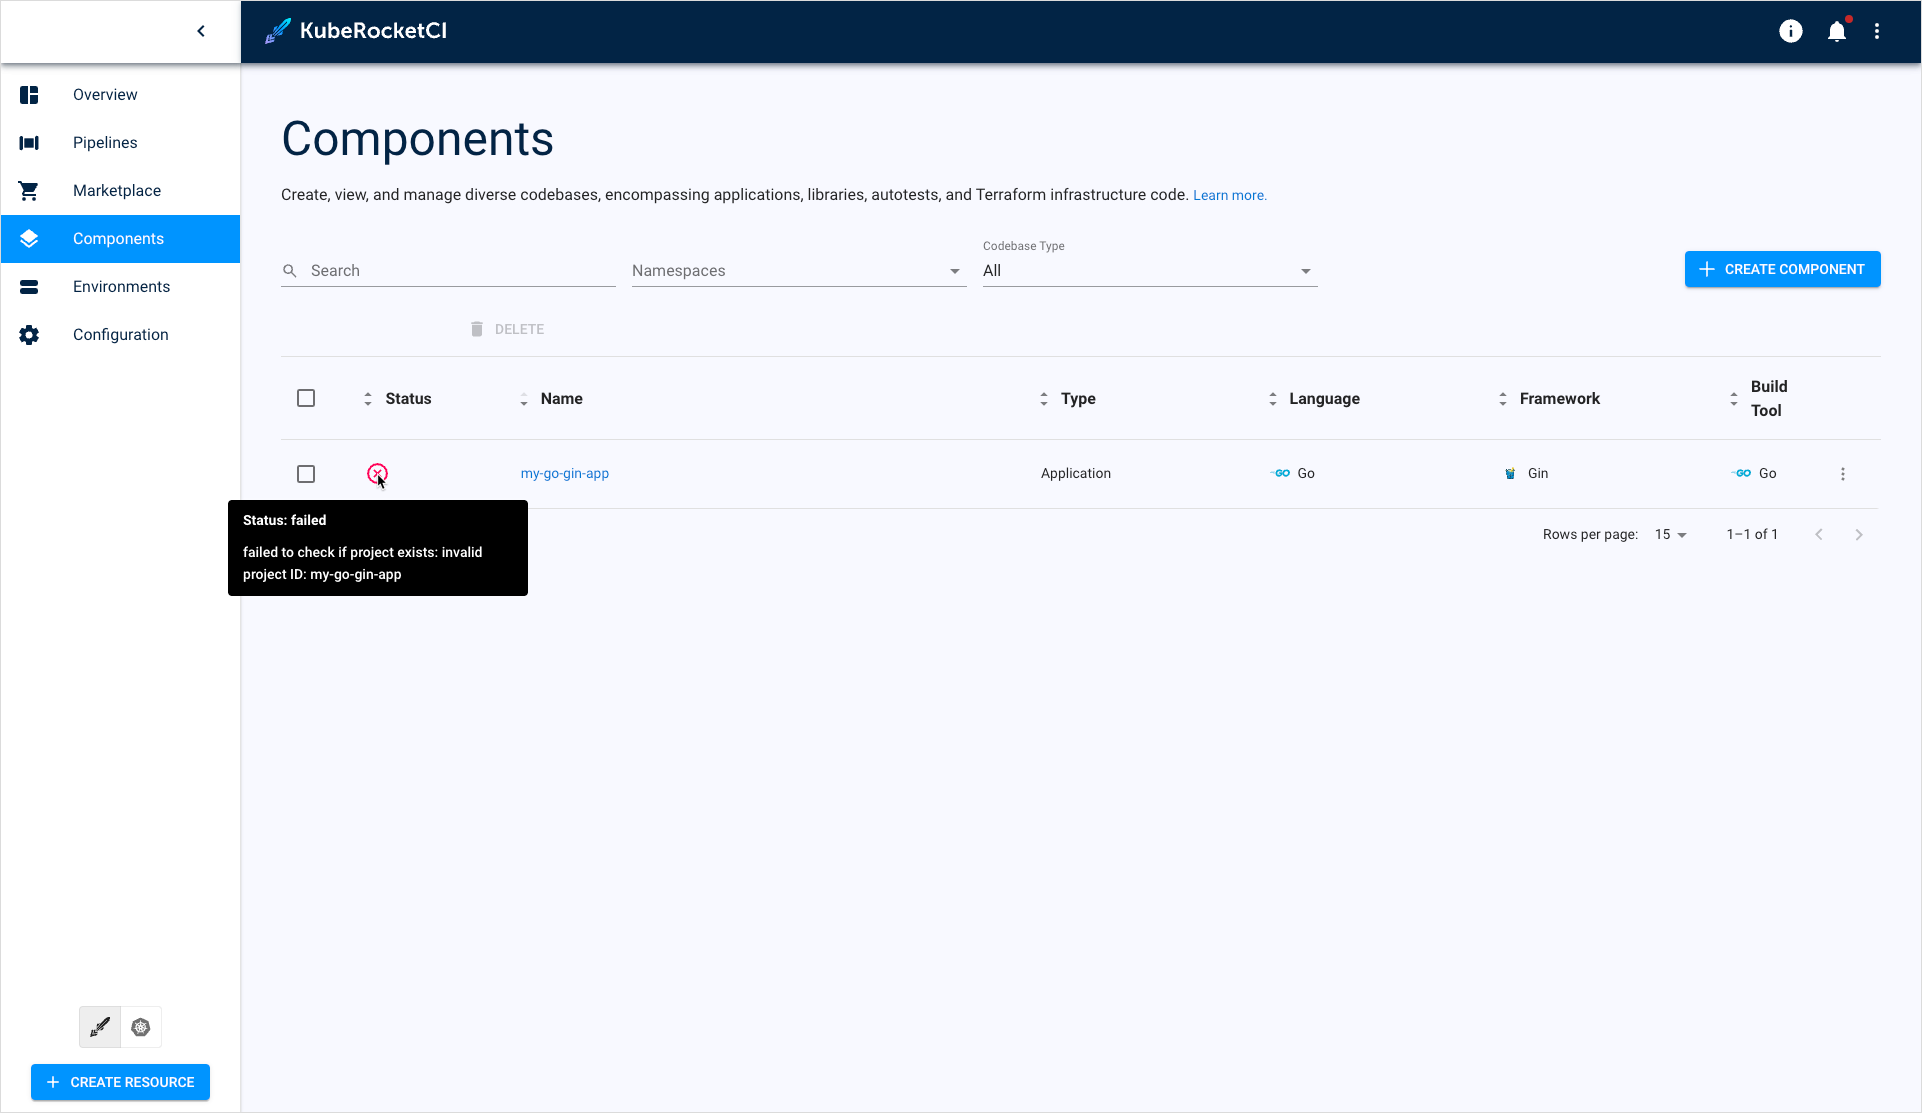 KubeRocketCI
Overview
Pipelines
Marketplace
Components
Environments
Configuration
Components
Create, view, and manage diverse codebases, encompassing applications, libraries, autotests, and Terraform infrastructure code. Learn more.
Search
Namespaces
Codebase Type
All
CREATE COMPONENT
DELETE
Status
Name
Type
Language
Framework
Build
Tool
my-go-gin-app
Application
GO Go
Gin
GO Go
Status: failed
failed to check if project exists: invalid
project ID: my-go-gin-app
Rows per page: 15
1–1 of 1
CREATE RESOURCE